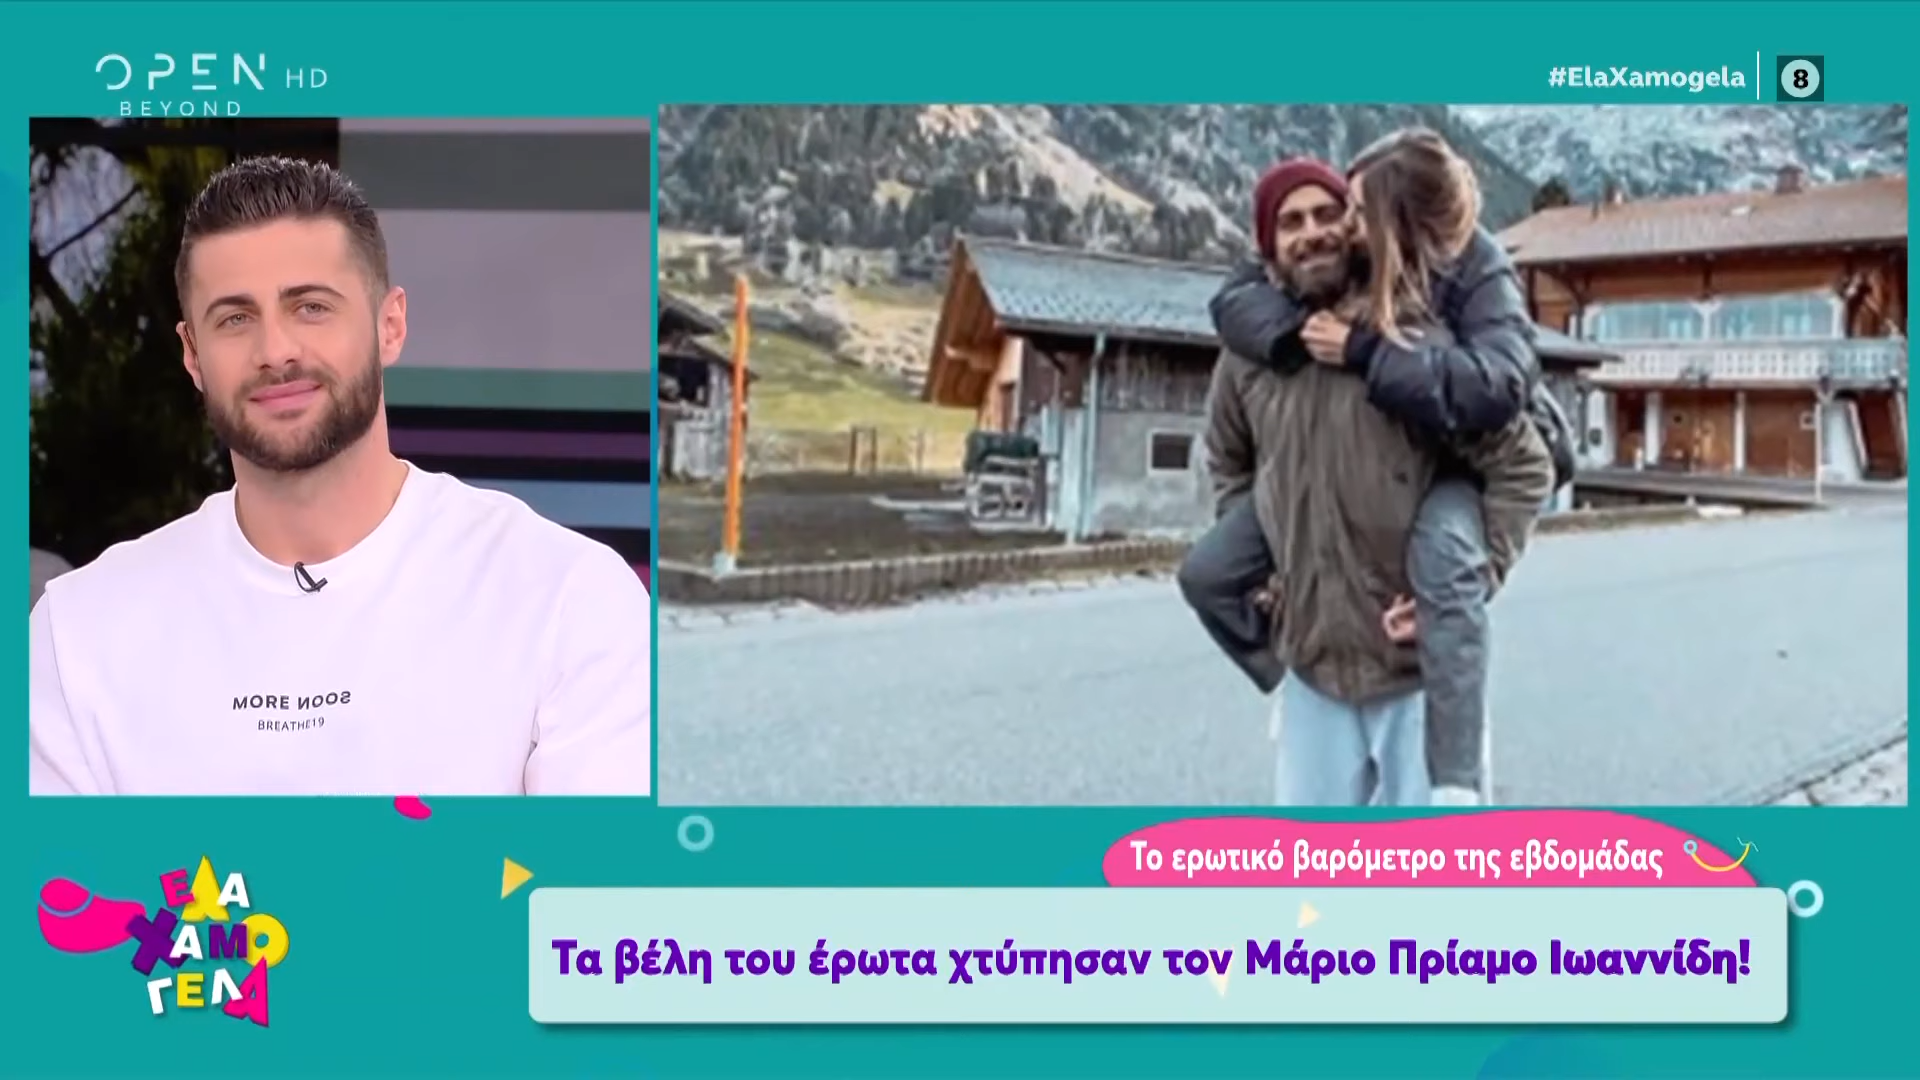 OPEN HD
BEYOND
#ElaXamogela
8
MORE NOOS
BREATHE19
Το ερωτικό βαρόμετρο της εβδομάδας
ΕΛΑ
ΧΑΜΟ
ΓΕΛΑ
Τα βέλη του έρωτα χτύπησαν τον Μάριο Πρίαμο Ιωαννίδη!